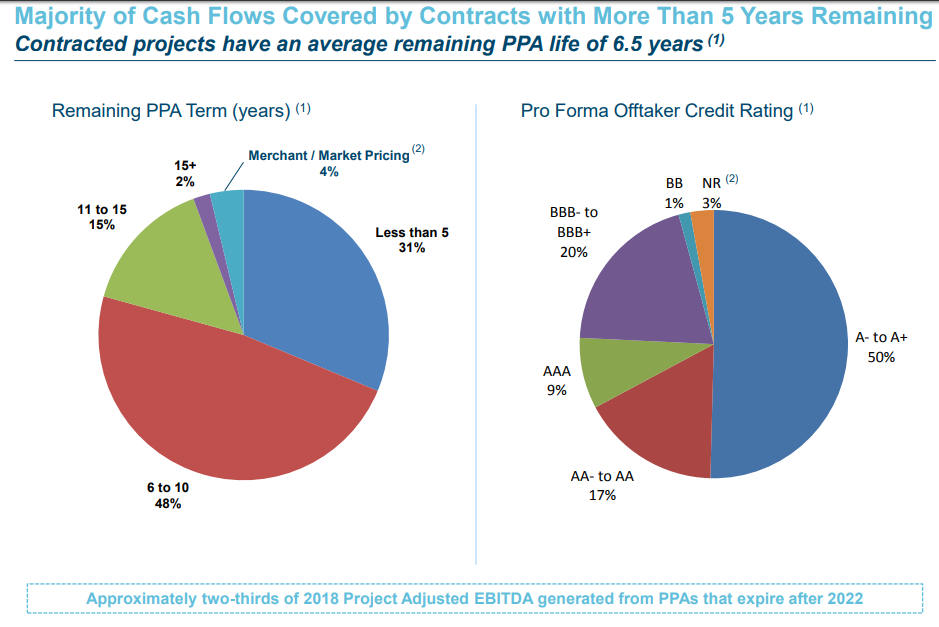 Majority of Cash Flows Covered by Contracts with More Than 5 Years Remaining
Contracted projects have an average remaining PPA life of 6.5 years (1)
Remaining PPA Term (years) (1)
Merchant / Market Pricing (2)
4%
15+
2%
11 to 15
15%
Less than 5
31%
6 to 10
48%
Pro Forma Offtaker Credit Rating (1)
BB
1%
NR (2)
3%
BBB- to
BBB+
20%
A- to A+
50%
AAA
9%
AA- to AA
17%
Approximately two-thirds of 2018 Project Adjusted EBITDA generated from PPAs that expire after 2022